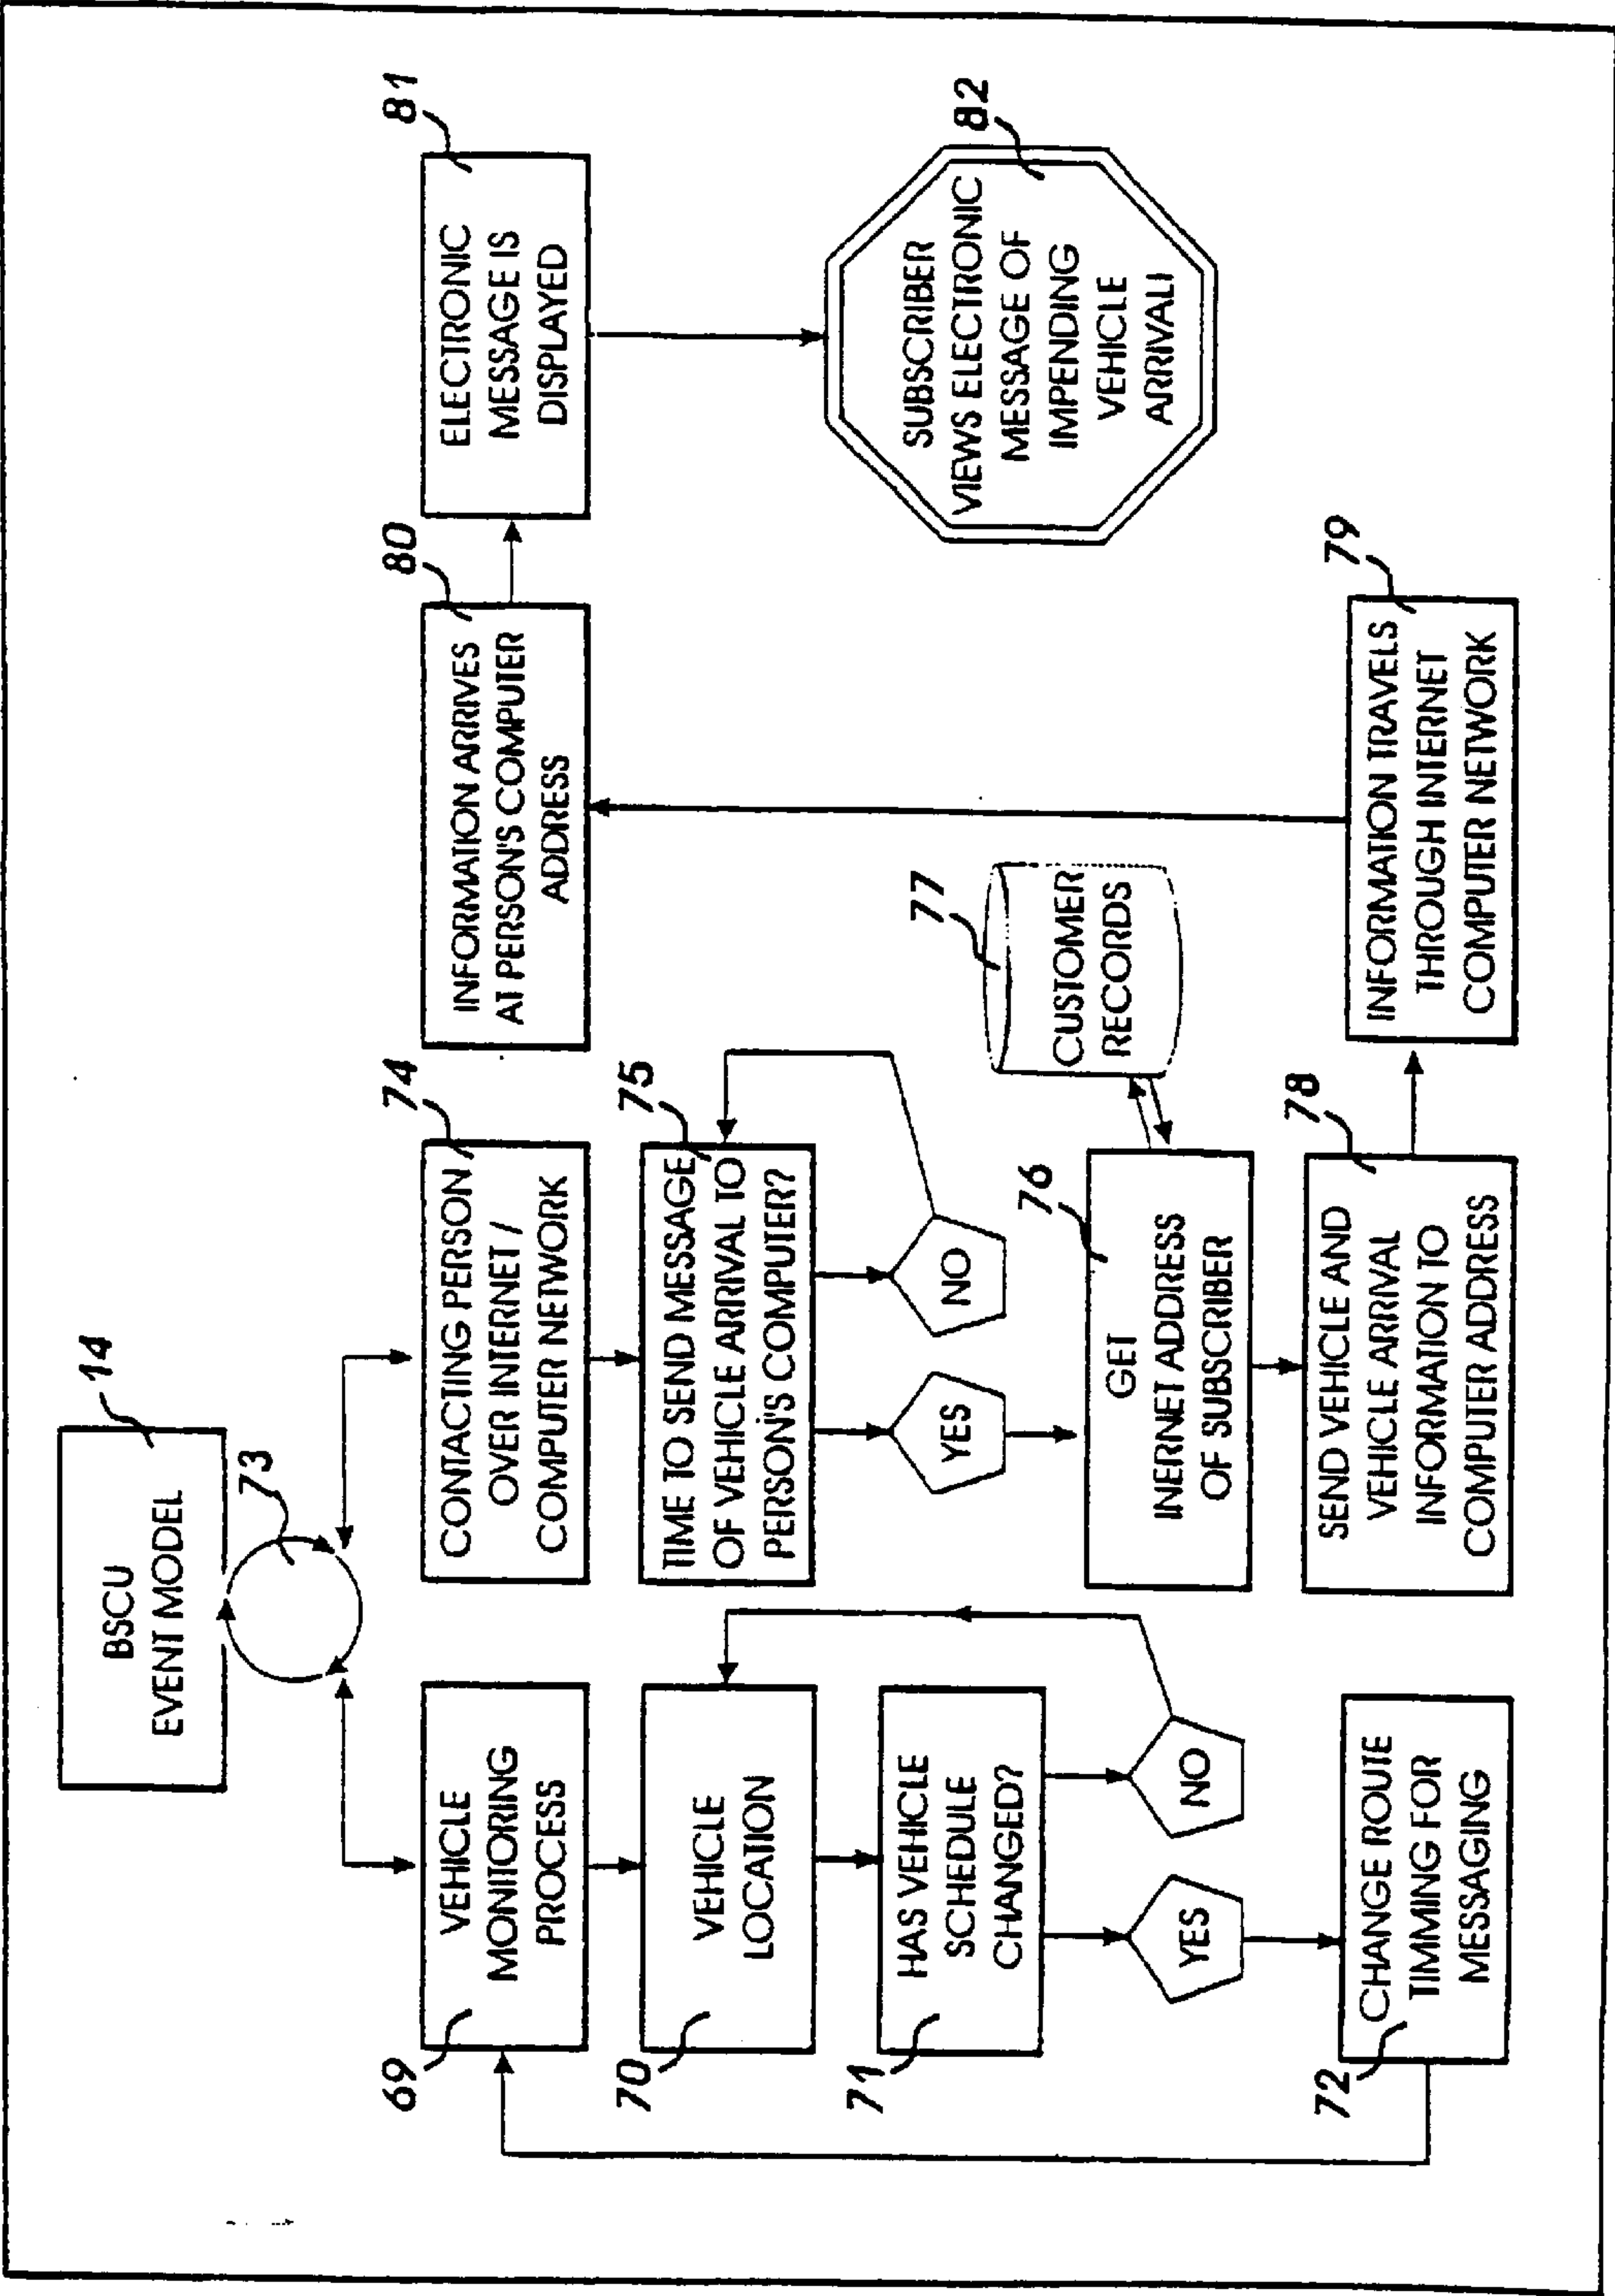 14
BSCU
EVENT MODEL
73
69
VEHICLE
MONITORING
PROCESS
70
VEHICLE
LOCATION
71
HAS VEHICLE
SCHEDULE
CHANGED?
YES
NO
72
CHANGE ROUTE
TIMMING FOR
MESSAGING
74
CONTACTING PERSON
OVER INTERNET /
COMPUTER NETWORK
75
TIME TO SEND MESSAGE
OF VEHICLE ARRIVAL TO
PERSON'S COMPUTER?
YES
NO
76
GET
INERNET ADDRESS
OF SUBSCRIBER
77
CUSTOMER
RECORDS
78
SEND VEHICLE AND
VEHICLE ARRIVAL
INFORMATION TO
COMPUTER ADDRESS
79
INFORMATION TRAVELS
THROUGH INTERNET
COMPUTER NETWORK
80
INFORMATION ARRIVES
AT PERSON'S COMPUTER
ADDRESS
81
ELECTRONIC
MESSAGE IS
DISPLAYED
82
SUBSCRIBER
VIEWS ELECTRONIC
MESSAGE OF
IMPENDING
VEHICLE
ARRIVAL!